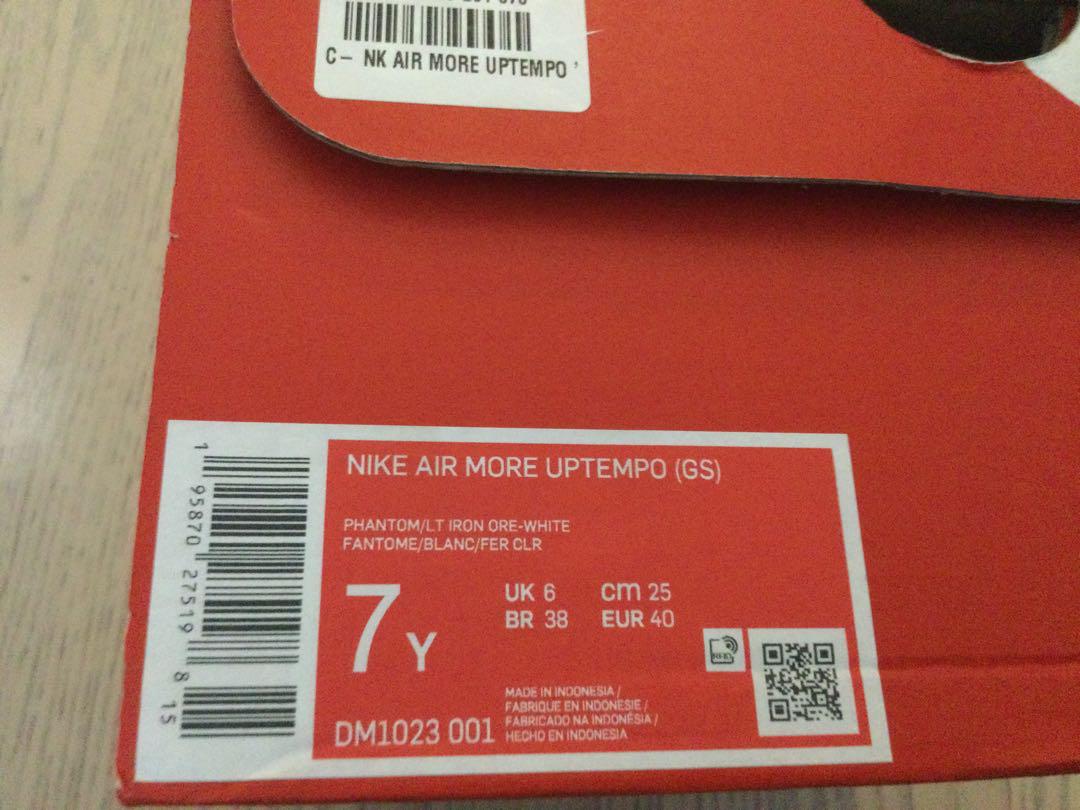 C- NK AIR MORE UPTEMPO '
NIKE AIR MORE UPTEMPO (GS)
PHANTOM/LT IRON ORE-WHITE
FANTOME/BLANC/FER CLR
7 Y
UK 6 cm 25
BR 38 EUR 40
RFID
MADE IN INDONESIA /
FABRIQUE EN INDONESIE /
FABRICADO NA INDONÉSIA /
HECHO EN INDONESIA
DM1023 001
1 95870 27519 8 15